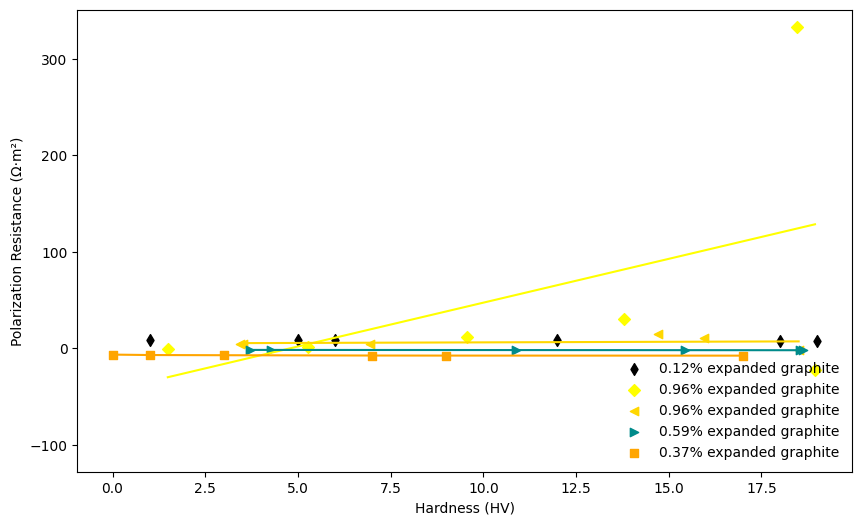 300
200
100
0
−100
Polarization Resistance (Ω·m²)
0.12% expanded graphite
0.96% expanded graphite
0.96% expanded graphite
0.59% expanded graphite
0.37% expanded graphite
0.0 2.5 5.0 7.5 10.0 12.5 15.0 17.5
Hardness (HV)